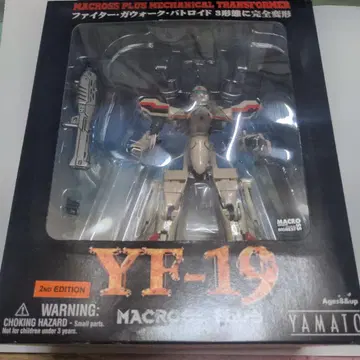 MACROSS PLUS MECHANICAL TRANSFORMER
ファイター・ガウォーク・バトロイド 3形態に完全変形
MACRO
YF-19
2ND EDITION
MACROSS PLUS
WARNING:
CHOKING HAZARD - Small parts.
Not for children under 3 years.
Ages8&up
YAMATO